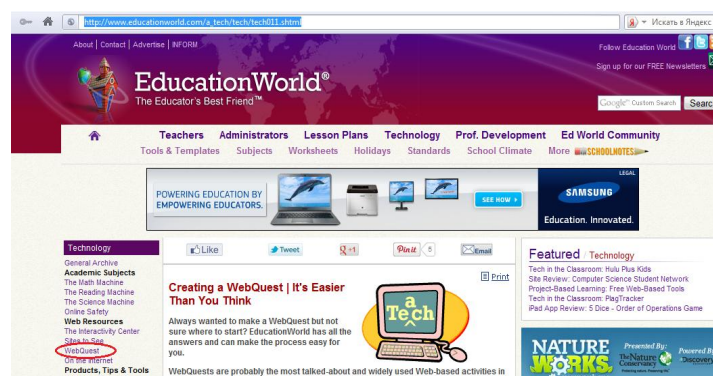 http://www.educationworld.com/a_tech/tech/tech011.shtml
Искать в Яндекс
About | Contact | Advertise | INFORM
Follow Education World
Sign up for our FREE Newsletters
EducationWorld®
The Educator's Best Friend™
Google™ Custom Search
Searc
Teachers Administrators Lesson Plans Technology Prof. Development Ed World Community
Tools & Templates Subjects Worksheets Holidays Standards School Climate More SCHOOLNOTES
LEGAL
POWERING EDUCATION BY
EMPOWERING EDUCATORS.
SEE HOW
SAMSUNG
Education. Innovated.
Technology
General Archive
Academic Subjects
The Math Machine
The Reading Machine
The Science Machine
Online Safety
Web Resources
The Interactivity Center
Sites to See
WebQuest
On the Internet
Products, Tips & Tools
Like Tweet +1 Pin it 5 Email
Print
Creating a WebQuest | It's Easier
Than You Think
a
Tech
Always wanted to make a WebQuest but not
sure where to start? EducationWorld has all the
answers and can make the process easy for
you.
WebQuests are probably the most talked-about and widely used Web-based activities in
Featured / Technology
Tech in the Classroom: Hulu Plus Kids
Site Review: Computer Science Student Network
Project-Based Learning: Free Web-Based Tools
Tech in the Classroom: PlagTracker
iPad App Review: 5 Dice - Order of Operations Game
NATURE
WORKS
Presented By:
The Nature
Conservancy
Powered By
Discovery